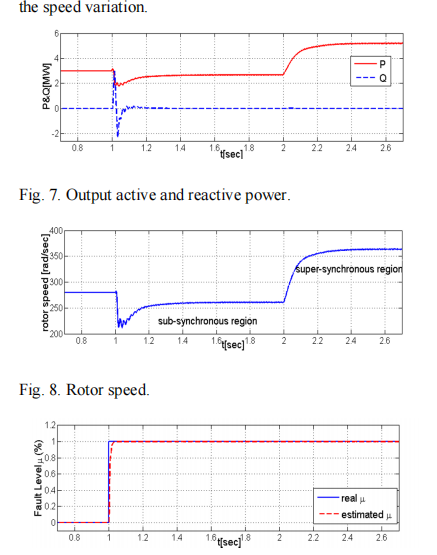 the speed variation.
6
4
2
0
-2
P&Q[MW]
P
Q
0.8 1 1.2 1.4 1.6 1.8 2 2.2 2.4 2.6
t[sec]
Fig. 7. Output active and reactive power.
400
350
300
250
200
rotor speed [rad/sec]
super-synchronous region
sub-synchronous region
0.8 1 1.2 1.4 1.6 1.8 2 2.2 2.4 2.6
t[sec]
Fig. 8. Rotor speed.
1.2
1
0.8
0.6
0.4
0.2
0
Fault Level μ (%)
real μ
estimated μ
0.8 1 1.2 1.4 1.6 1.8 2 2.2 2.4 2.6
t[sec]